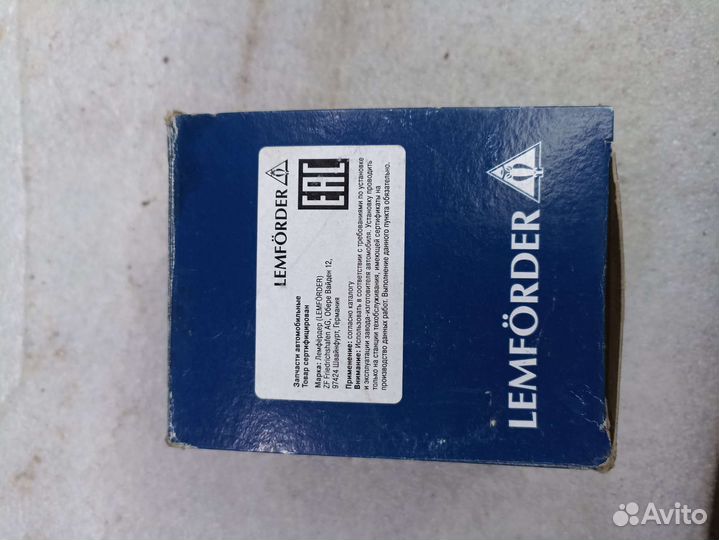 LEMFÖRDER
EAC
Запчасти автомобильные
Товар сертифицирован
Марка: Лемфёрдер (LEMFÖRDER)
ZF Friedrichshafen AG, Обере Вайден 12,
97424 Швайнфурт, Германия
Применение: согласно каталогу
Внимание: Использовать в соответствии с требованиями по установке
и эксплуатации завода-изготовителя автомобиля. Установку проводить
только на станции техобслуживания, имеющей сертификаты на
производство данных работ. Выполнение данного пункта обязательно.
LEMFÖRDER
Avito